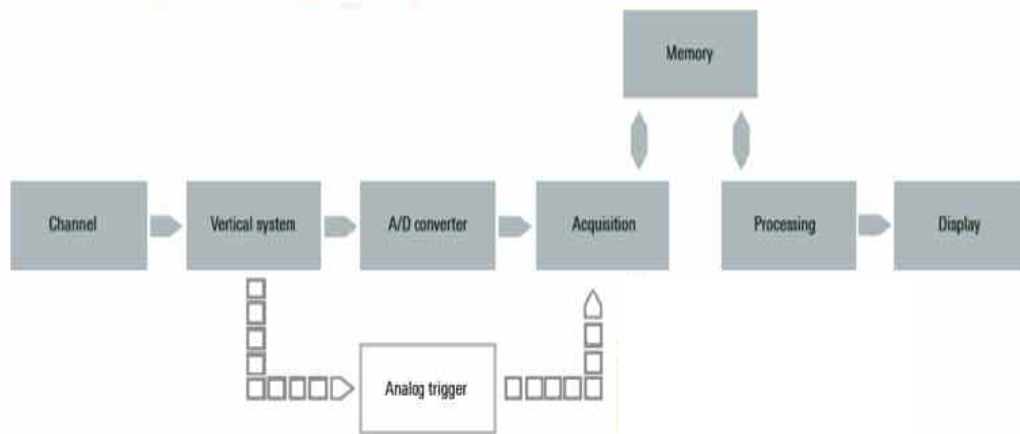 Memory
Channel
Vertical system
A/D converter
Acquisition
Processing
Display
Analog trigger